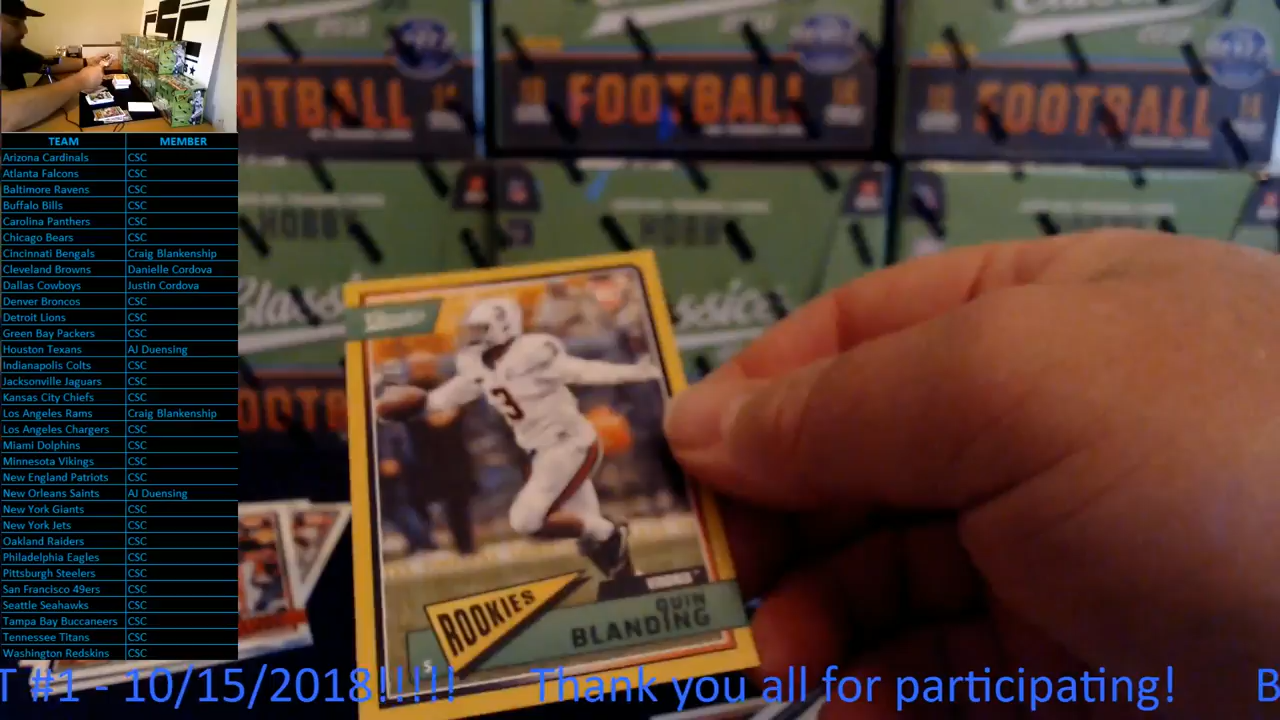 TEAM MEMBER
Arizona Cardinals CSC
Atlanta Falcons CSC
Baltimore Ravens CSC
Buffalo Bills CSC
Carolina Panthers CSC
Chicago Bears CSC
Cincinnati Bengals Craig Blankenship
Cleveland Browns Danielle Cordova
Dallas Cowboys Justin Cordova
Denver Broncos CSC
Detroit Lions CSC
Green Bay Packers CSC
Houston Texans AJ Duensing
Indianapolis Colts CSC
Jacksonville Jaguars CSC
Kansas City Chiefs CSC
Los Angeles Rams Craig Blankenship
Los Angeles Chargers CSC
Miami Dolphins CSC
Minnesota Vikings CSC
New England Patriots CSC
New Orleans Saints AJ Duensing
New York Giants CSC
New York Jets CSC
Oakland Raiders CSC
Philadelphia Eagles CSC
Pittsburgh Steelers CSC
San Francisco 49ers CSC
Seattle Seahawks CSC
Tampa Bay Buccaneers CSC
Tennessee Titans CSC
Washington Redskins CSC
CSC
OTBALL
FOOTBALL
FOOTBALL
HOBBY
HOBBY
Classics
3
ROOKIES
QUIN
BLANDING
S
T #1 - 10/15/2018!!!!! Thank you all for participating! B